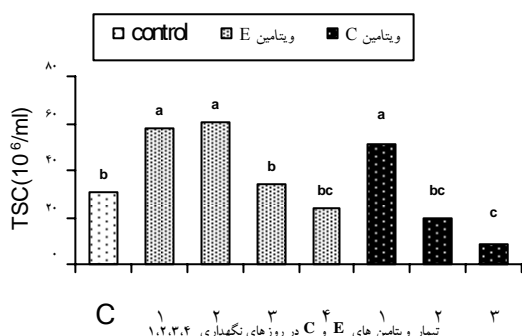 control ویتامین E ویتامین C
TSC(10⁶/ml)
۸۰
۶۰
۴۰
۲۰
۰
b a a b bc a bc c
C ۱ ۲ ۳ ۴ ۱ ۲ ۳
تیمار ویتامین های E و C در روزهای نگهداری ۱،۲،۳،۴